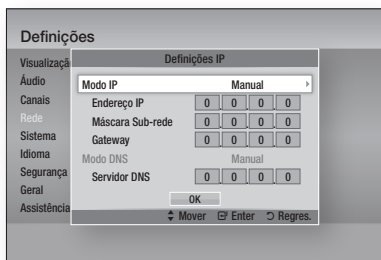 Definições
Visualizaçã
Áudio
Canais
Rede
Sistema
Idioma
Segurança
Geral
Assistência
Definições IP
Modo IP Manual
Endereço IP 0 . 0 . 0 . 0
Máscara Sub-rede 0 . 0 . 0 . 0
Gateway 0 . 0 . 0 . 0
Modo DNS Manual
Servidor DNS 0 . 0 . 0 . 0
OK
Mover Enter Regres.